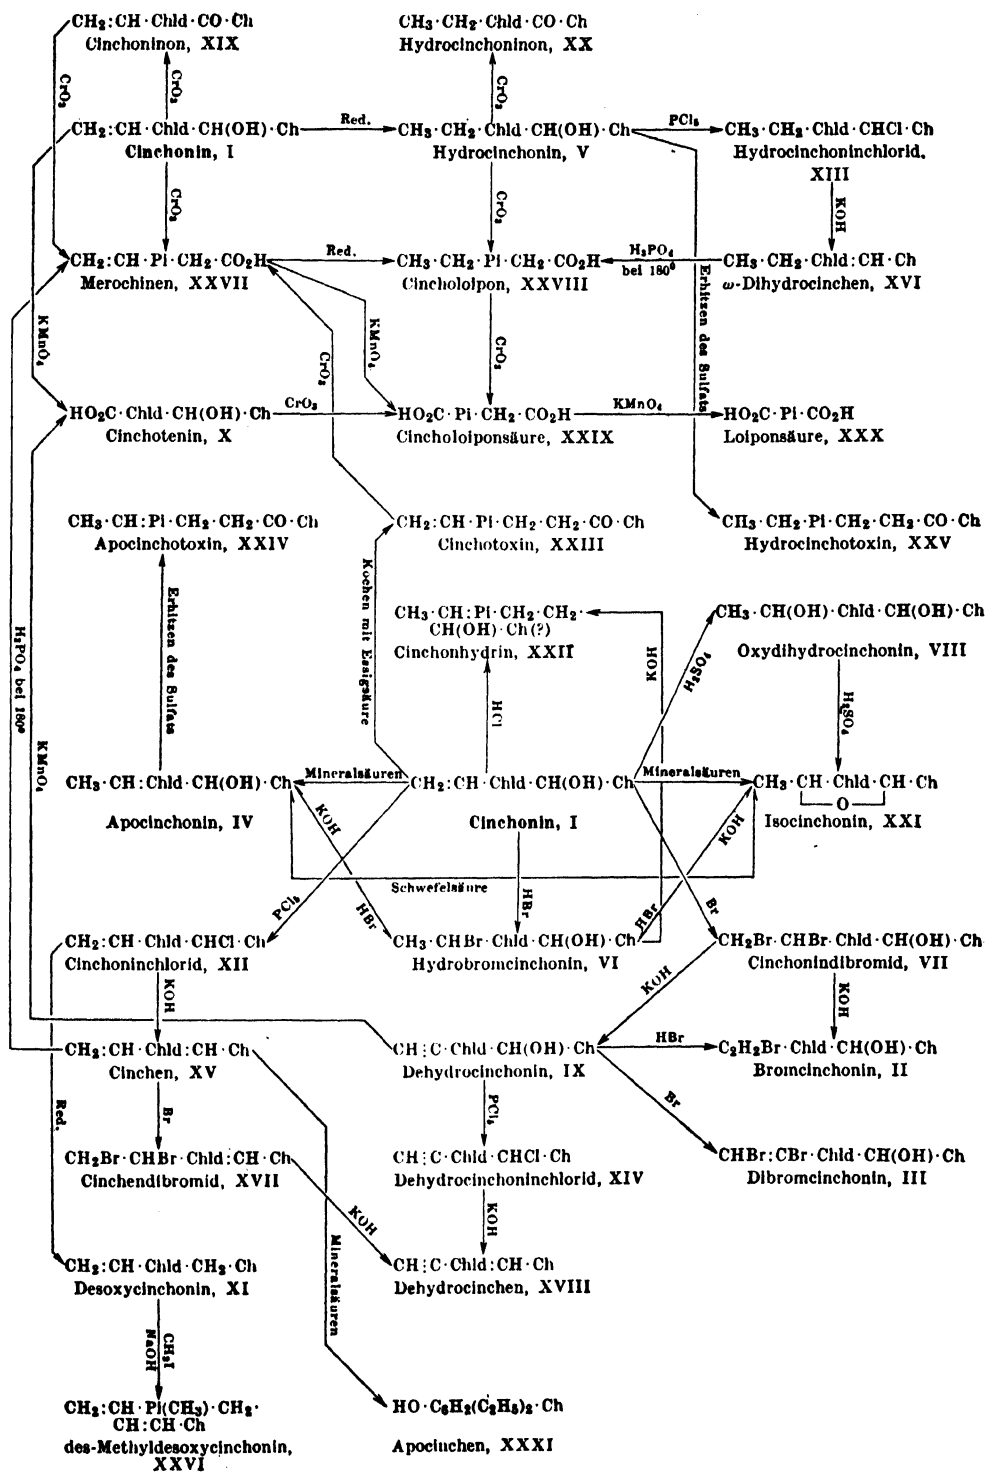 CH₂:CH·Chld·CO·Ch
Cinchoninon, XIX
CH₃·CH₂·Chld·CO·Ch
Hydrocinchoninon, XX
CrO₃
CrO₃
CrO₃
CH₂:CH·Chld·CH(OH)·Ch
Cinchonin, I
Red.
CH₃·CH₂·Chld·CH(OH)·Ch
Hydrocinchonin, V
PCl₅
CH₃·CH₂·Chld·CHCl·Ch
Hydrocinchoninchlorid,
XIII
CrO₃
CrO₃
KOH
CH₂:CH·Pi·CH₂·CO₂H
Merochinen, XXVII
Red.
CH₃·CH₂·Pi·CH₂·CO₂H
Cincholoipon, XXVIII
H₃PO₄
bei 180⁰
CH₃·CH₂·Chld:CH·Ch
ω-Dihydrocinchen, XVI
KMnO₄
CrO₃
KMnO₄
CrO₃
Erhitzen des Sulfats
HO₂C·Chld·CH(OH)·Ch
Cinchotenin, X
CrO₃
HO₂C·Pi·CH₂·CO₂H
Cincholoiponsäure, XXIX
KMnO₄
HO₂C·Pi·CO₂H
Loiponsäure, XXX
CH₃·CH:Pi·CH₂·CH₂·CO·Ch
Apocinchotoxin, XXIV
CH₂:CH·Pi·CH₂·CH₂·CO·Ch
Cinchotoxin, XXIII
CH₃·CH₂·Pi·CH₂·CH₂·CO·Ch
Hydrocinchotoxin, XXV
Erhitzen des Sulfats
Kochen mit Essigsäure
CH₃·CH:Pi·CH₂·CH₂·
CH(OH)·Ch(?)
Cinchonhydrin, XXII
HCl
KOH
H₂SO₄
CH₃·CH(OH)·Chld·CH(OH)·Ch
Oxydihydrocinchonin, VIII
H₂SO₄
H₃PO₄ bei 180⁰
KMnO₄
CH₃·CH:Chld·CH(OH)·Ch
Apocinchonin, IV
Mineralsäuren
CH₂:CH·Chld·CH(OH)·Ch
Cinchonin, I
Mineralsäuren
CH₃·CH·Chld·CH·Ch
O
Isocinchonin, XXI
KOH
HBr
Schwefelsäure
PCl₅
HBr
HBr
KOH
Br
CH₂:CH·Chld·CHCl·Ch
Cinchoninchlorid, XII
CH₃·CHBr·Chld·CH(OH)·Ch
Hydrobromcinchonin, VI
CH₂Br·CHBr·Chld·CH(OH)·Ch
Cinchonindibromid, VII
KOH
KOH
KOH
CH₂:CH·Chld:CH·Ch
Cinchen, XV
CH⋮C·Chld·CH(OH)·Ch
Dehydrocinchonin, IX
HBr
C₂H₂Br·Chld·CH(OH)·Ch
Bromcinchonin, II
Red.
Br
PCl₅
Br
CH₂Br·CHBr·Chld:CH·Ch
Cinchendibromid, XVII
CH⋮C·Chld·CHCl·Ch
Dehydrocinchoninchlorid, XIV
CHBr:CBr·Chld·CH(OH)·Ch
Dibromcinchonin, III
KOH
KOH
Mineralsäuren
CH₂:CH·Chld·CH₂·Ch
Desoxycinchonin, XI
CH⋮C·Chld:CH·Ch
Dehydrocinchen, XVIII
CH₃I
NaOH
CH₂:CH·Pi(CH₃)·CH₂·
CH:CH·Ch
des-Methyldesoxycinchonin,
XXVI
HO·C₆H₂(C₂H₅)₂·Ch
Apocinchen, XXXI